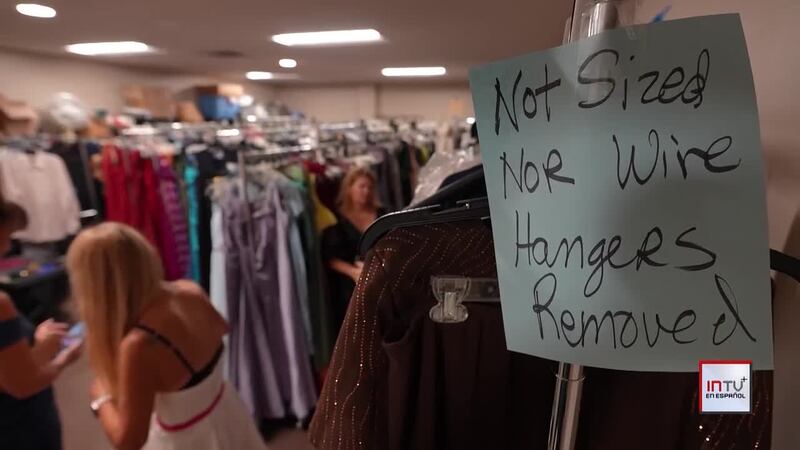 Not Sized
NOR Wire
Hangers
Removed
INTV+
EN ESPAÑOL